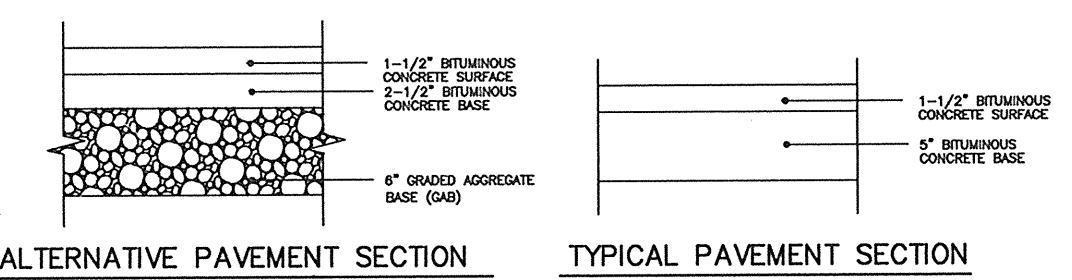 1-1/2" BITUMINOUS
CONCRETE SURFACE
2-1/2" BITUMINOUS
CONCRETE BASE
6" GRADED AGGREGATE
BASE (GAB)
ALTERNATIVE PAVEMENT SECTION
1-1/2" BITUMINOUS
CONCRETE SURFACE
5" BITUMINOUS
CONCRETE BASE
TYPICAL PAVEMENT SECTION